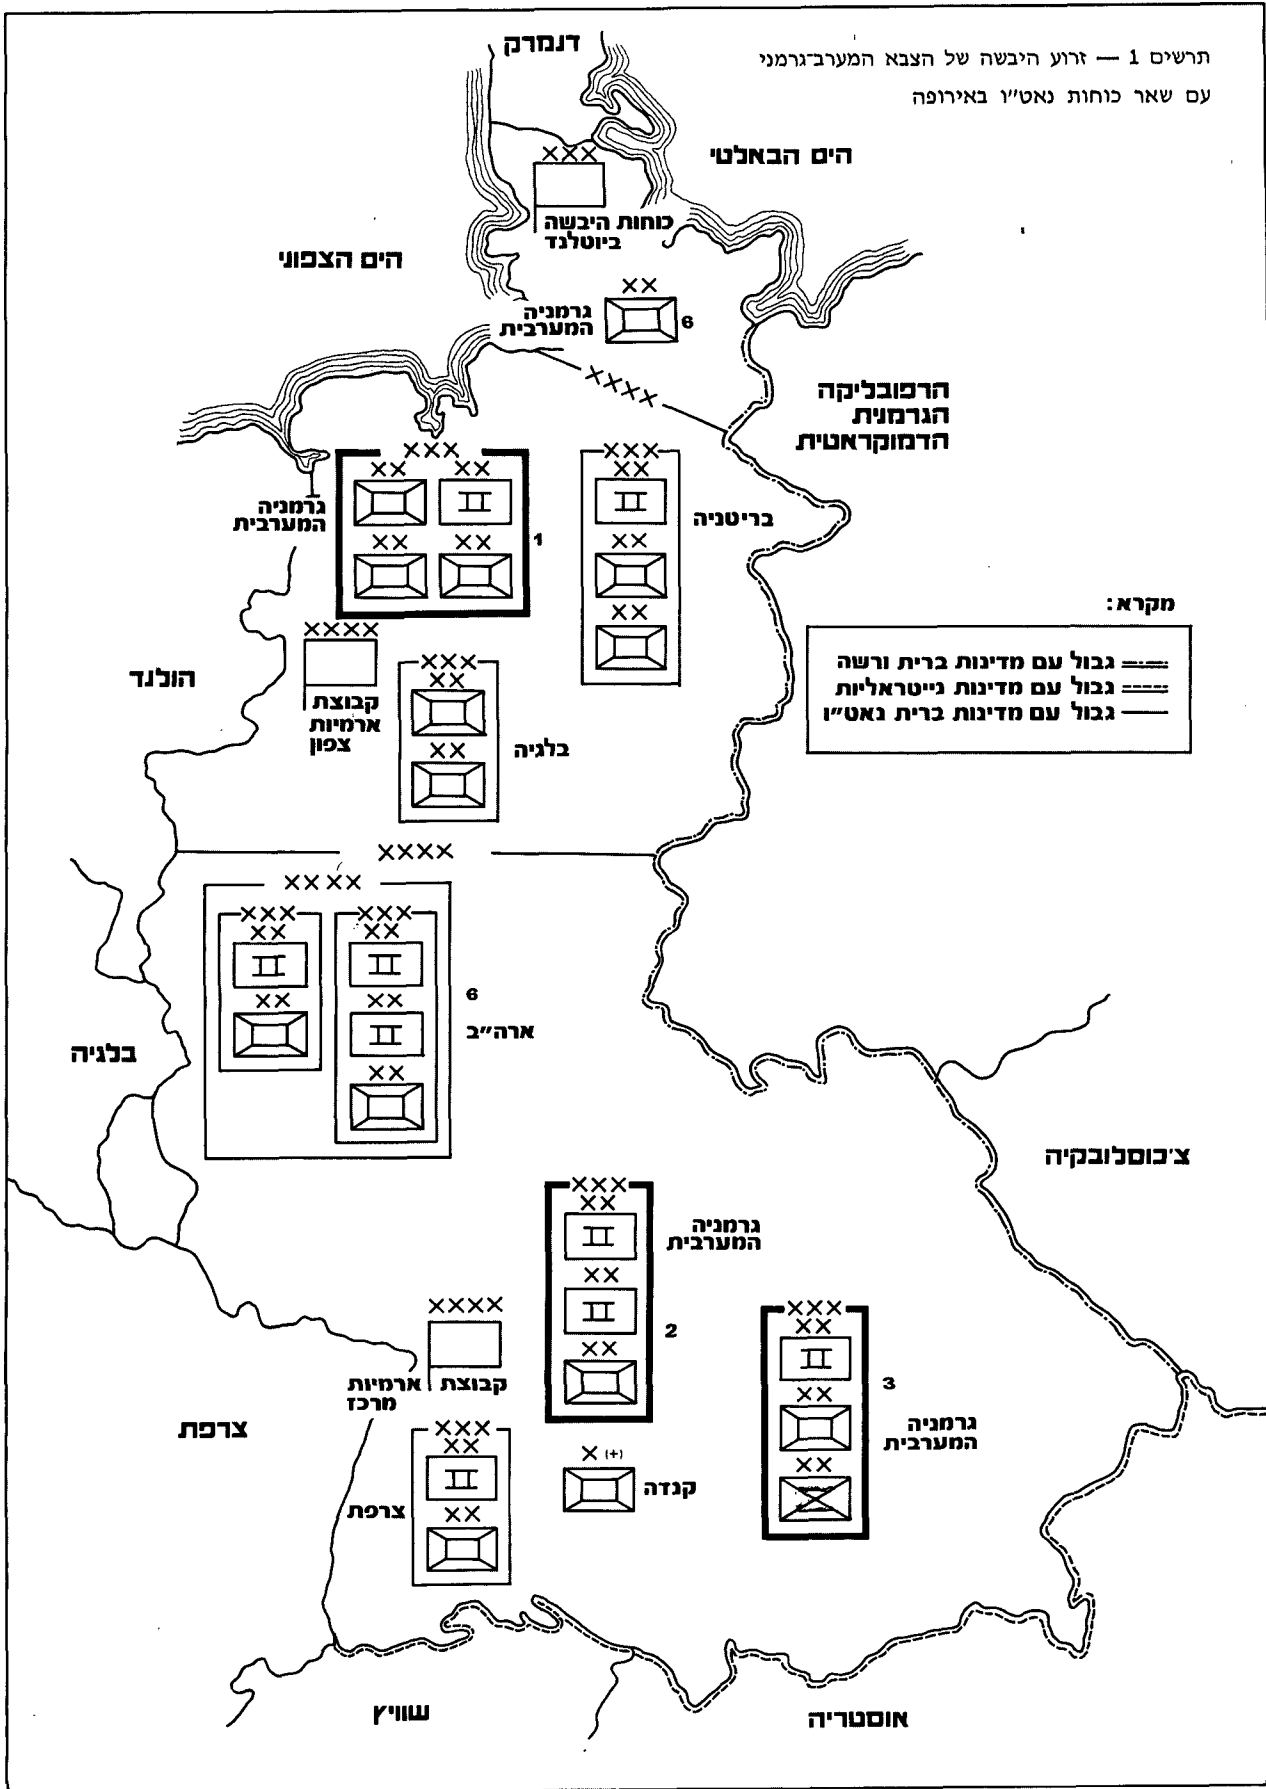 תרשים 1 — זרוע היבשה של הצבא המערב־גרמני
עם שאר כוחות נאט"ו באירופה
דנמרק
הים הבאלטי
××× 
כוחות היבשה
ביוטלנד
הים הצפוני
××
גרמניה
המערבית
6
××××
הרפובליקה
הגרמנית
הדמוקראטית
×××
×× ××
גרמניה
המערבית
×× ××
1
×××
××
בריטניה
××
××
מקרא:
גבול עם מדינות ברית ורשה
גבול עם מדינות נייטראליות
גבול עם מדינות ברית נאט"ו
הולנד
××××
קבוצת
ארמיות
צפון
×××
××
××
בלגיה
××××
××××
×××
××
××
×××
××
××
××
6
ארה"ב
בלגיה
צ'כוסלובקיה
×××
××
גרמניה
המערבית
××
××
2
××××
קבוצת ארמיות
מרכז
×××
××
××
××
3
גרמניה
המערבית
צרפת
×××
××
××
צרפת
× (+)
קנדה
שוויץ
אוסטריה